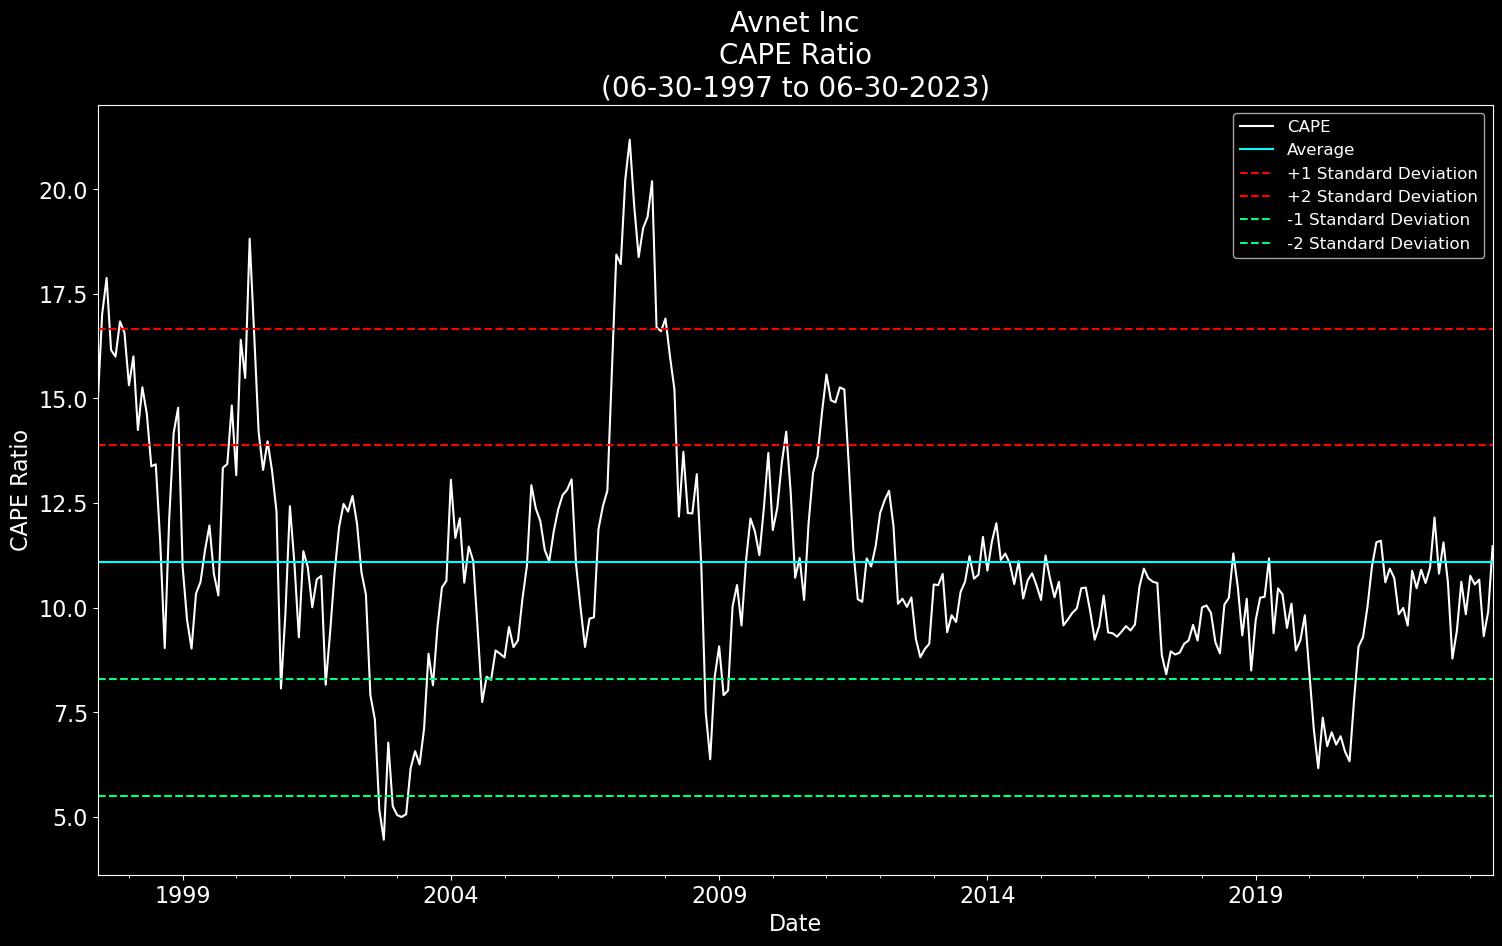 Avnet Inc
CAPE Ratio
(06-30-1997 to 06-30-2023)
CAPE
Average
+1 Standard Deviation
+2 Standard Deviation
-1 Standard Deviation
-2 Standard Deviation
CAPE Ratio
20.0
17.5
15.0
12.5
10.0
7.5
5.0
1999
2004
2009
2014
2019
Date